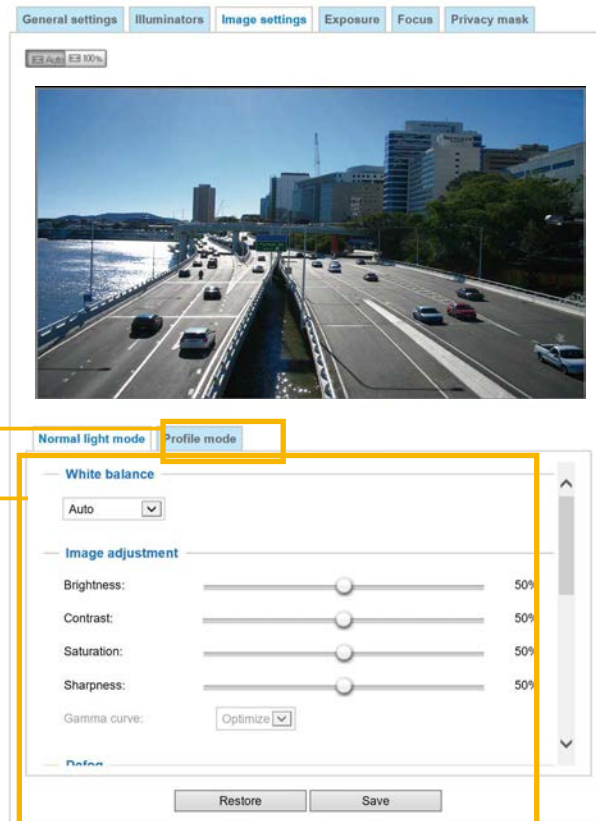 General settings Illuminators Image settings Exposure Focus Privacy mask
Auto 100%
Normal light mode Profile mode
White balance
Auto
Image adjustment
Brightness: 50%
Contrast: 50%
Saturation: 50%
Sharpness: 50%
Gamma curve: Optimize
Defog
Restore Save